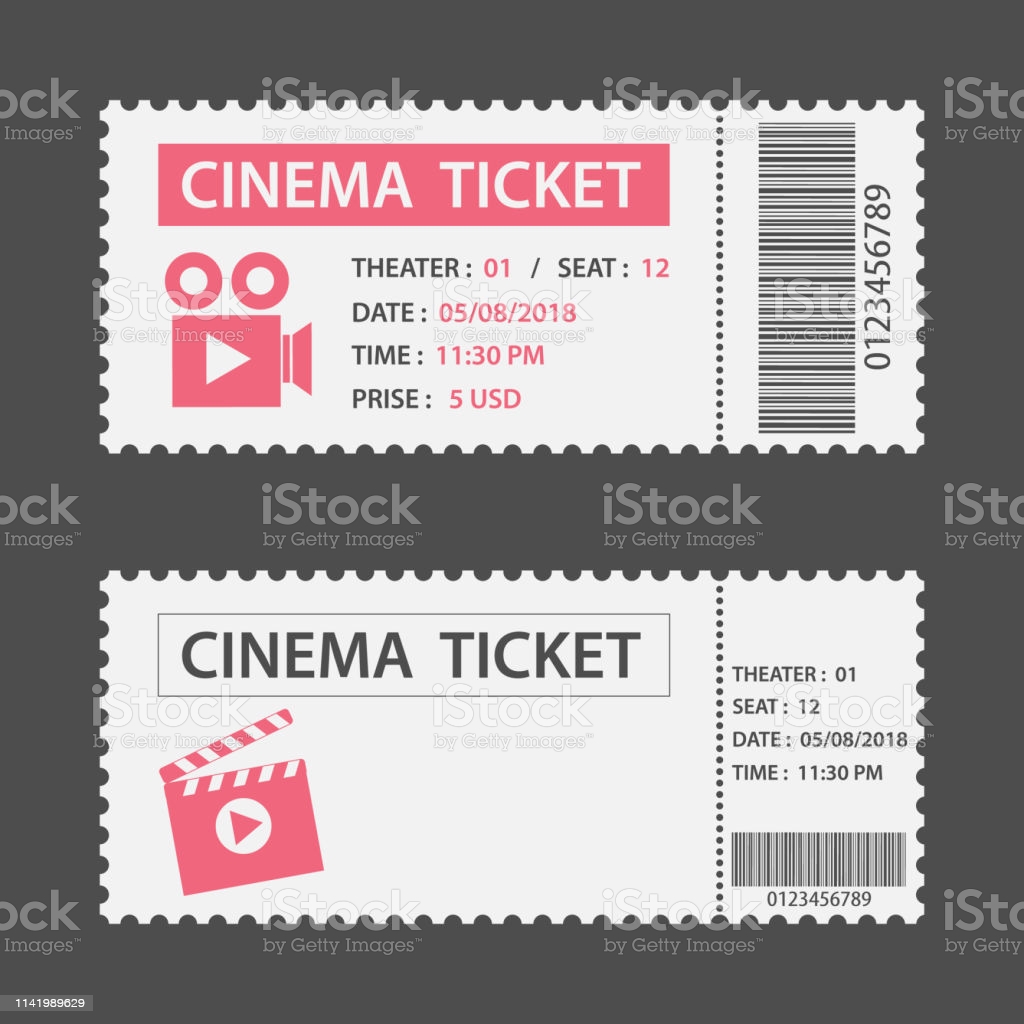 CINEMA TICKET
THEATER : 01 / SEAT : 12
DATE : 05/08/2018
TIME : 11:30 PM
PRISE : 5 USD
0123456789
CINEMA TICKET
THEATER : 01
SEAT : 12
DATE : 05/08/2018
TIME : 11:30 PM
0123456789
iStock
by Getty Images™
1141989629